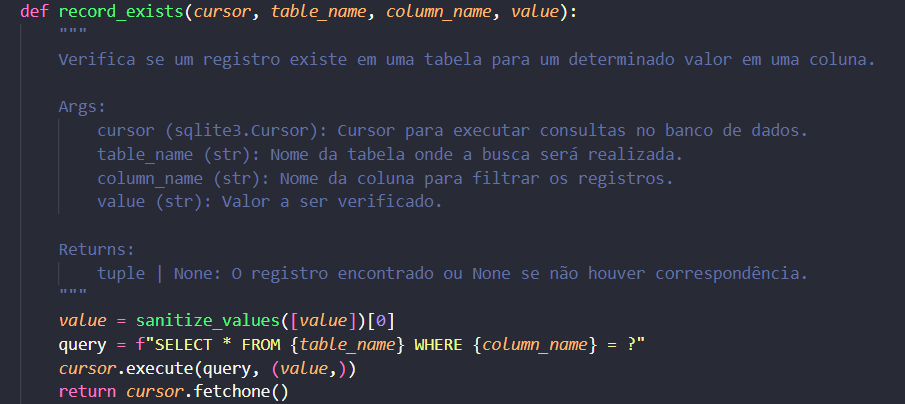 def record_exists(cursor, table_name, column_name, value):
"""
Verifica se um registro existe em uma tabela para um determinado valor em uma coluna.
Args:
cursor (sqlite3.Cursor): Cursor para executar consultas no banco de dados.
table_name (str): Nome da tabela onde a busca será realizada.
column_name (str): Nome da coluna para filtrar os registros.
value (str): Valor a ser verificado.
Returns:
tuple | None: O registro encontrado ou None se não houver correspondência.
"""
value = sanitize_values([value])[0]
query = f"SELECT * FROM {table_name} WHERE {column_name} = ?"
cursor.execute(query, (value,))
return cursor.fetchone()